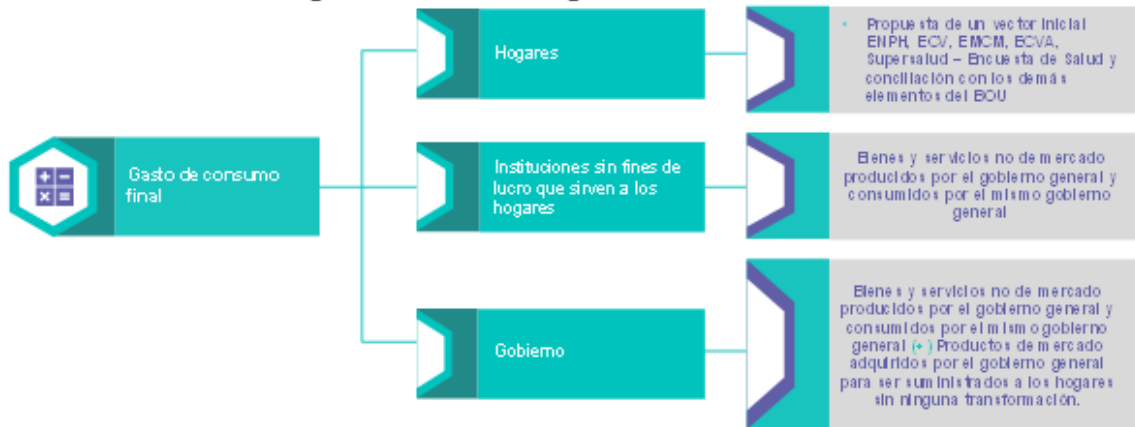 Hogares
• Propuesta de un vector inicial
ENPH, ECV, EMCM, ECVA,
Supersalud – Encuesta de Salud y
conciliación con los demás
elementos del BOU
Gasto de consumo
final
Instituciones sin fines de
lucro que sirven a los
hogares
Bienes y servicios no de mercado
producidos por el gobierno general y
consumidos por el mismo gobierno
general
Gobierno
Bienes y servicios no de mercado
producidos por el gobierno general y
consumidos por el mismo gobierno
general (+) Productos de mercado
adquiridos por el gobierno general
para ser suministrados a los hogares
sin ninguna transformación.